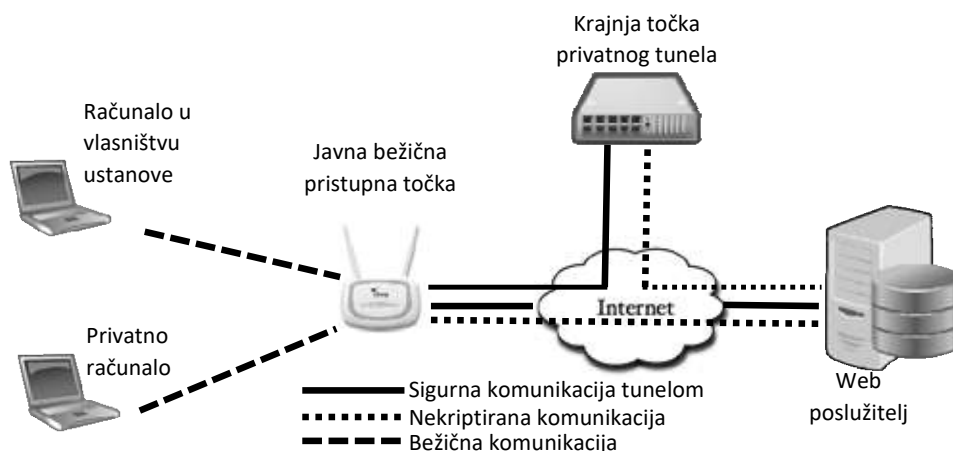 Krajnja točka
privatnog tunela
Računalo u
vlasništvu
ustanove
Javna bežična
pristupna točka
Internet
Privatno
računalo
Web
poslužitelj
Sigurna komunikacija tunelom
Nekriptirana komunikacija
Bežična komunikacija